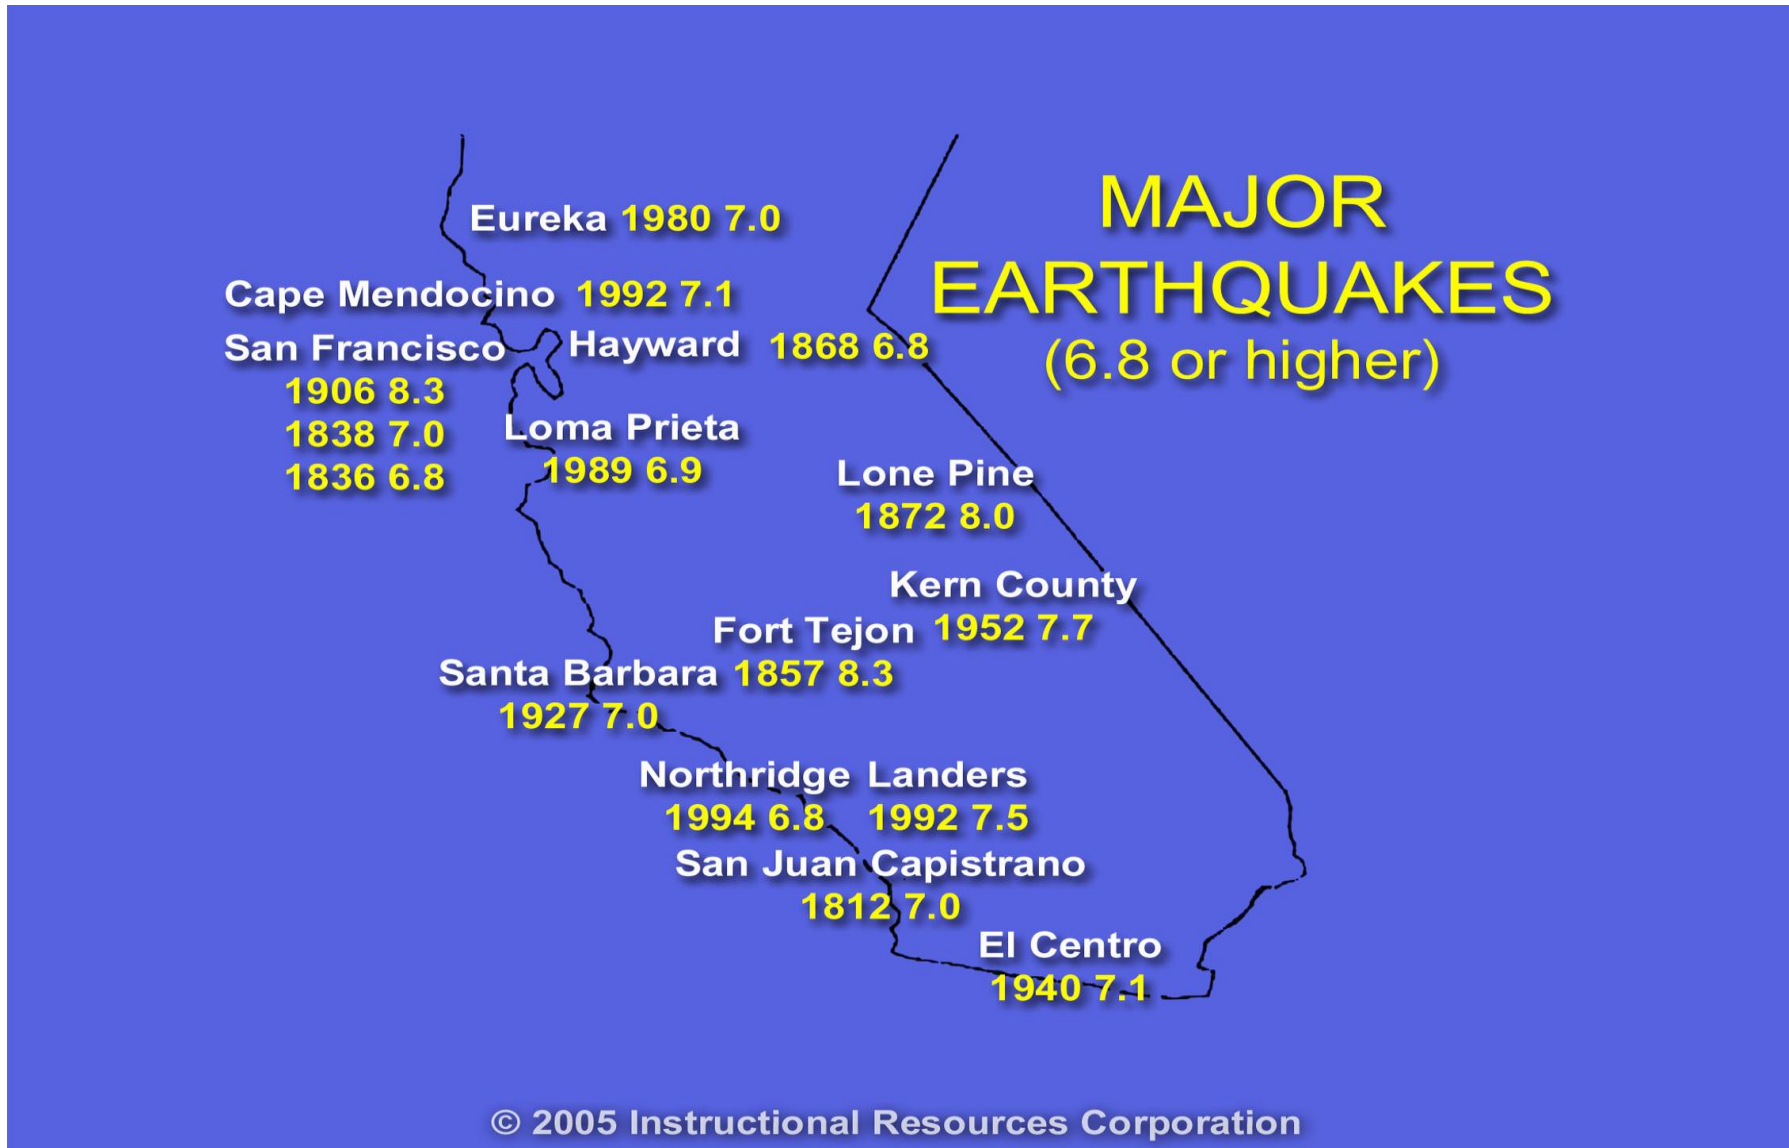 MAJOR
EARTHQUAKES
(6.8 or higher)
Eureka 1980 7.0
Cape Mendocino 1992 7.1
San Francisco
1906 8.3
1838 7.0
1836 6.8
Hayward 1868 6.8
Loma Prieta
1989 6.9
Lone Pine
1872 8.0
Kern County
1952 7.7
Fort Tejon
1857 8.3
Santa Barbara
1927 7.0
Northridge
1994 6.8
Landers
1992 7.5
San Juan Capistrano
1812 7.0
El Centro
1940 7.1
© 2005 Instructional Resources Corporation